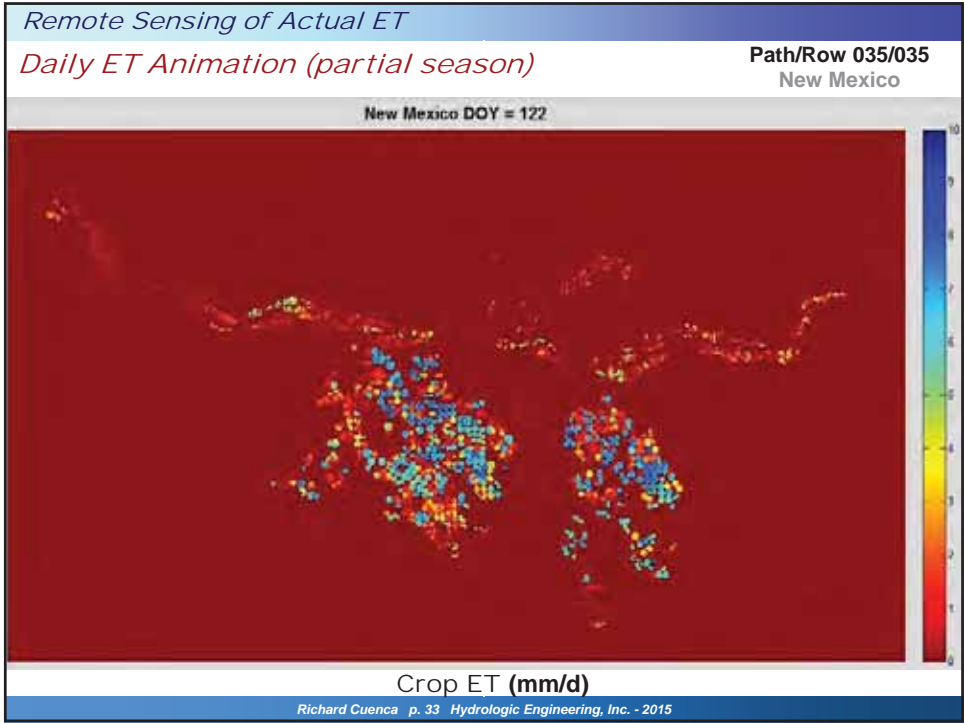 Remote Sensing of Actual ET
Daily ET Animation (partial season)
Path/Row 035/035
New Mexico
New Mexico DOY = 122
10
9
8
7
6
5
4
3
2
1
0
Crop ET (mm/d)
Richard Cuenca p. 33 Hydrologic Engineering, Inc. - 2015